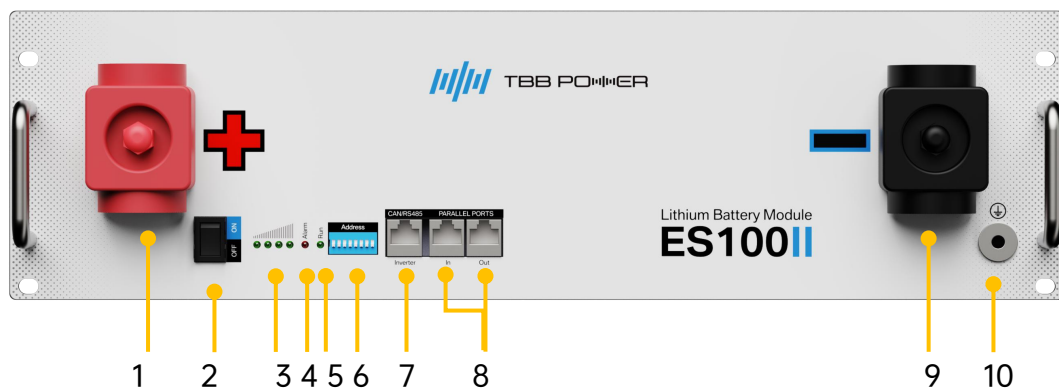 TBB POWER
ON
OFF
Alarm
Run
Address
CAN/RS485
PARALLEL PORTS
Inverter
In
Out
Lithium Battery Module
ES100II
1
2
3
4
5
6
7
8
9
10